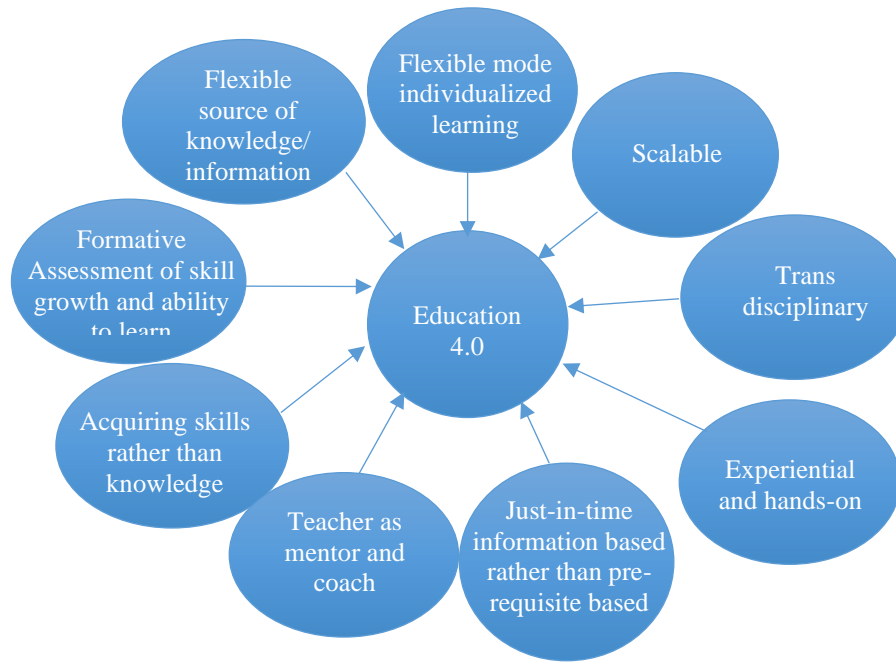 Flexible mode
individualized
learning
Flexible
source of
knowledge/
information
Scalable
Formative
Assessment of skill
growth and ability
to learn
Trans
disciplinary
Education
4.0
Acquiring skills
rather than
knowledge
Experiential
and hands-on
Teacher as
mentor and
coach
Just-in-time
information based
rather than pre-
requisite based